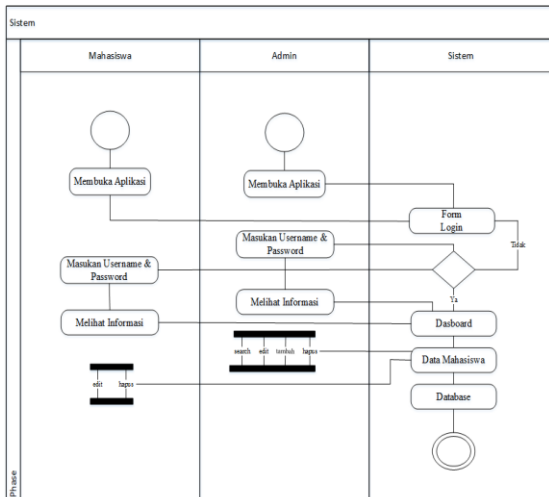 Sistem
Mahasiswa
Admin
Sistem
Membuka Aplikasi
Membuka Aplikasi
Form
Login
Tidak
Masukan Username &
Password
Masukan Username &
Password
Ya
Melihat Informasi
Melihat Informasi
Dasboard
search
edit
tambah
hapus
Data Mahasiswa
edit
hapus
Database
Phase